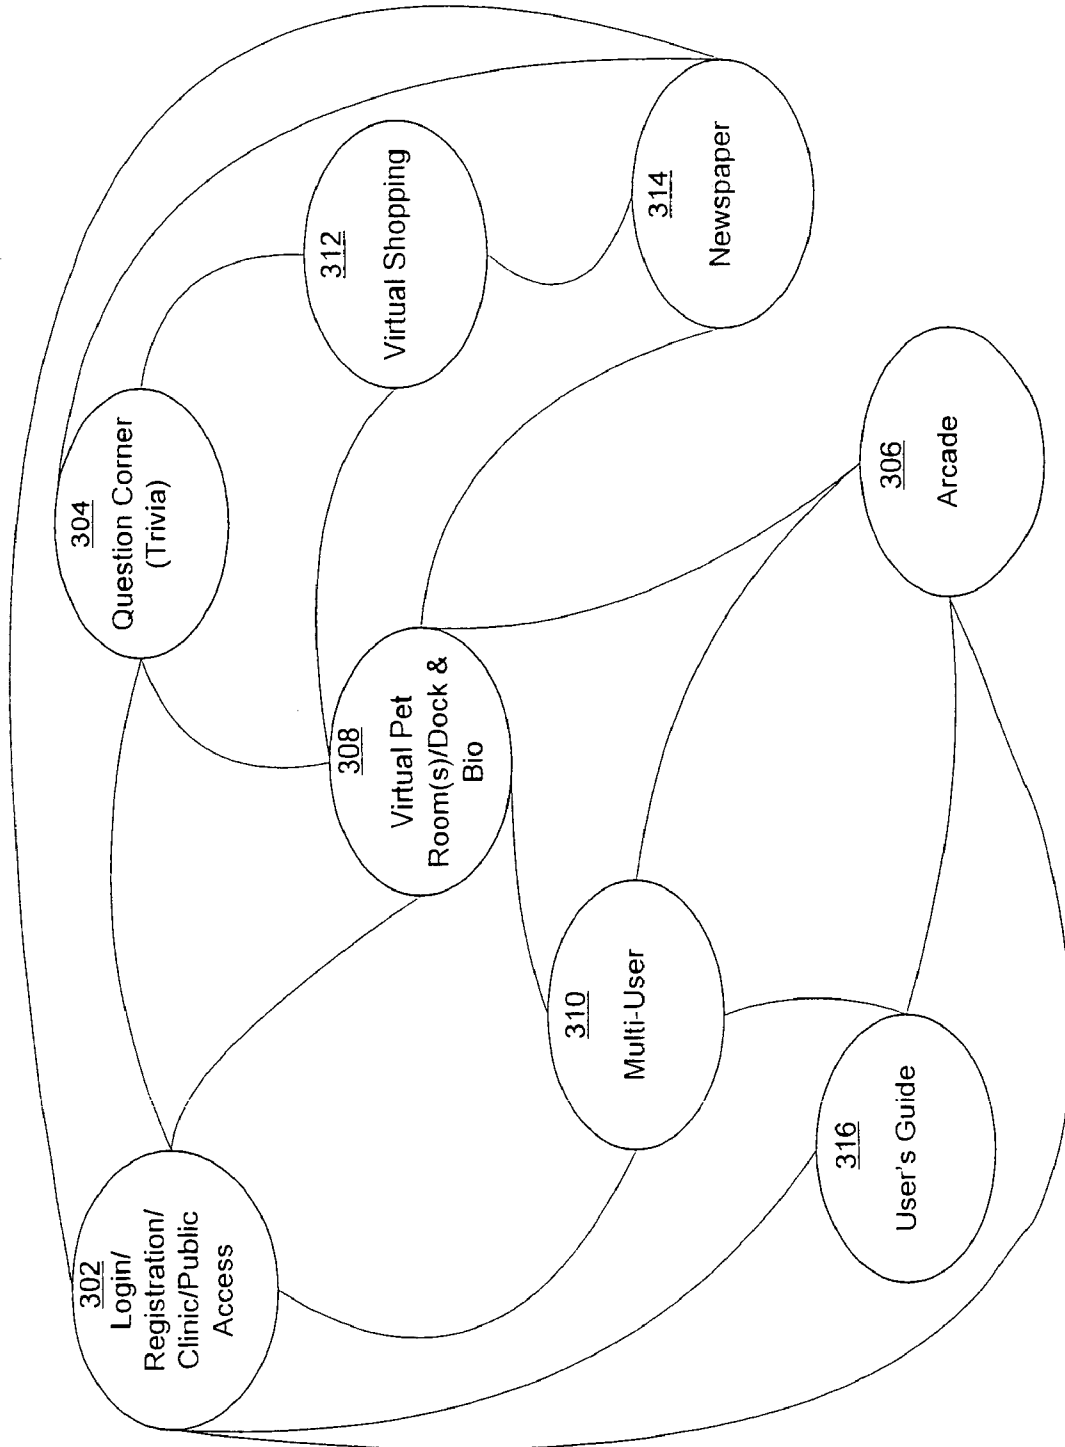 302
Login/
Registration/
Clinic/Public
Access
304
Question Corner
(Trivia)
308
Virtual Pet
Room(s)/Dock &
Bio
312
Virtual Shopping
310
Multi-User
314
Newspaper
316
User's Guide
306
Arcade